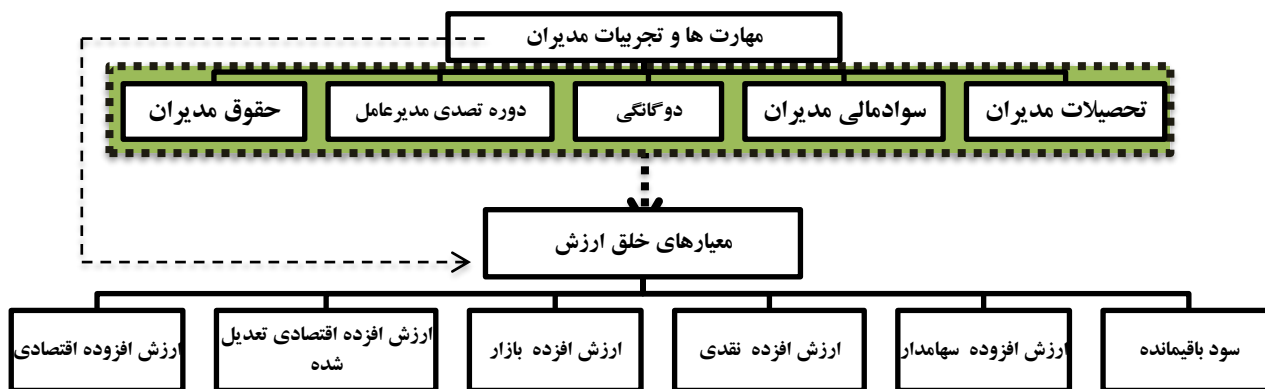 مهارت ها و تجربیات مدیران
تحصیلات مدیران
سوادمالی مدیران
دوگانگی
دوره تصدی مدیرعامل
حقوق مدیران
معیارهای خلق ارزش
سود باقیمانده
ارزش افزوده سهامدار
ارزش افزده نقدی
ارزش افزده بازار
ارزش افزده اقتصادی تعدیل
شده
ارزش افزوده اقتصادی